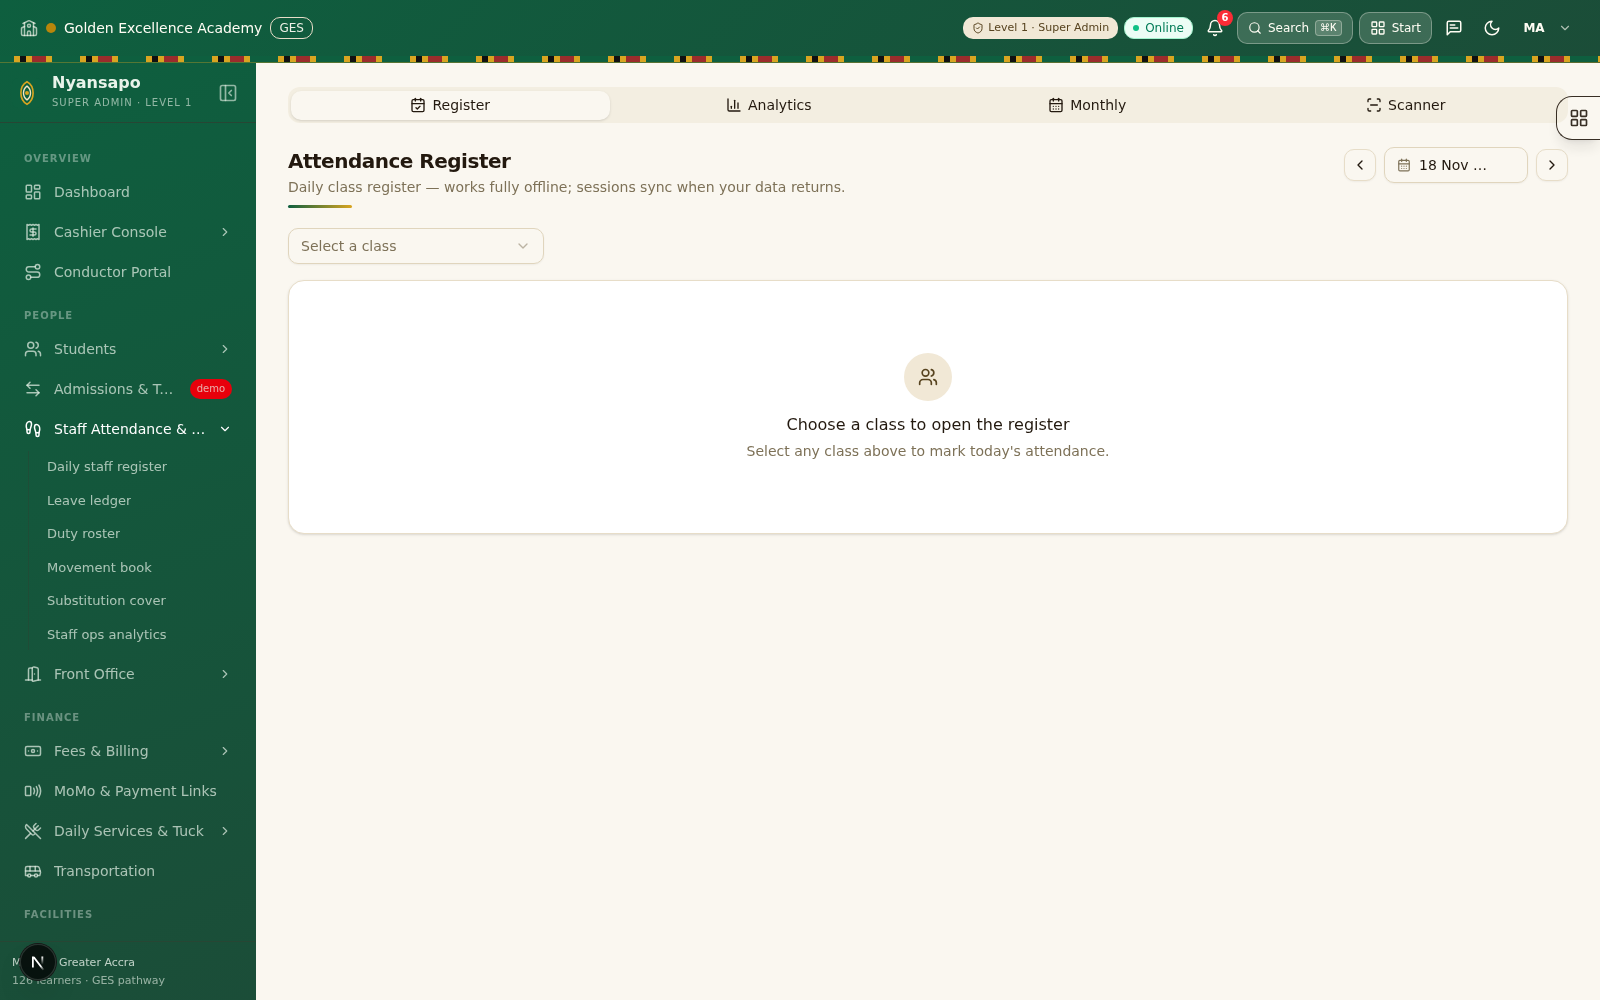 Golden Excellence Academy GES
Level 1 · Super Admin Online 6 Search ⌘K Start MA
Nyansapo
SUPER ADMIN · LEVEL 1
OVERVIEW
Dashboard
Cashier Console
Conductor Portal
PEOPLE
Students
Admissions & T... demo
Staff Attendance & ...
Daily staff register
Leave ledger
Duty roster
Movement book
Substitution cover
Staff ops analytics
Front Office
FINANCE
Fees & Billing
MoMo & Payment Links
Daily Services & Tuck
Transportation
FACILITIES
Greater Accra
GES pathway
Register Analytics Monthly Scanner
Attendance Register
Daily class register — works fully offline; sessions sync when your data returns.
18 Nov ...
Select a class
Choose a class to open the register
Select any class above to mark today's attendance.